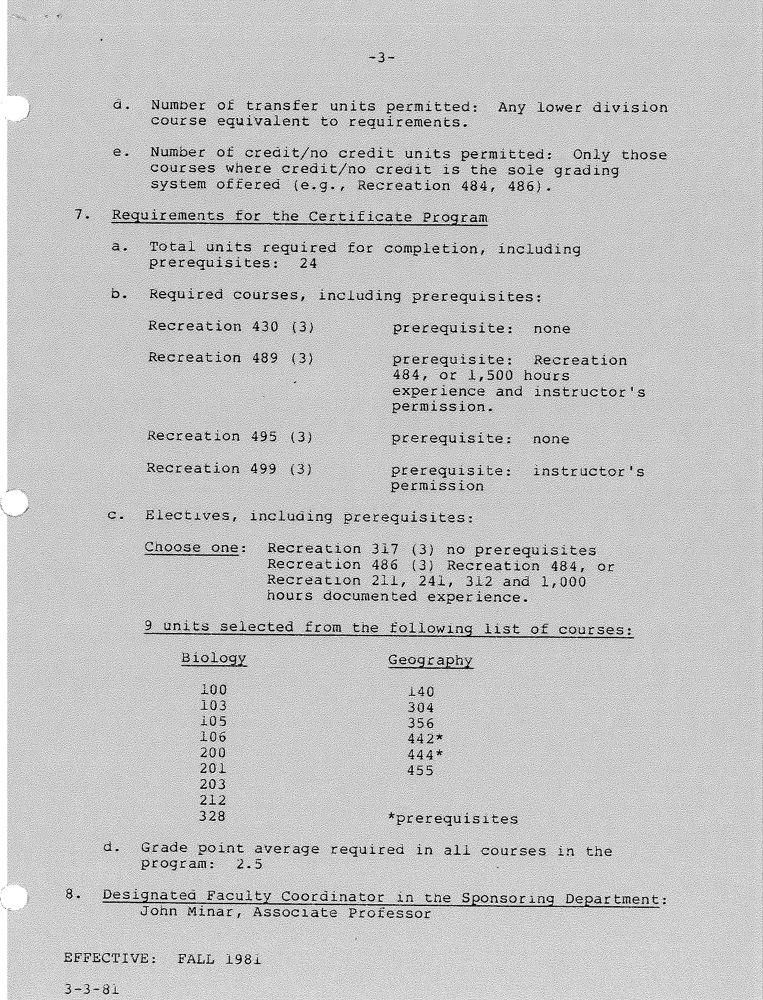 -3-
d. Number of transfer units permitted: Any lower division
course equivalent to requirements.
e. Number of credit/no credit units permitted: Only those
courses where credit/no credit is the sole grading
system offered (e.g., Recreation 484, 486).
7. Requirements for the Certificate Program
a. Total units required for completion, including
prerequisites: 24
b. Required courses, including prerequisites:
Recreation 430 (3) prerequisite: none
Recreation 489 (3) prerequisite: Recreation
484, or 1,500 hours
experience and instructor's
permission.
Recreation 495 (3) prerequisite: none
Recreation 499 (3) prerequisite: instructor's
permission
c. Electives, including prerequisites:
Choose one: Recreation 317 (3) no prerequisites
Recreation 486 (3) Recreation 484, or
Recreation 211, 241, 312 and 1,000
hours documented experience.
9 units selected from the following list of courses:
Biology Geography
100 140
103 304
105 356
106 442*
200 444*
201 455
203
212
328 *prerequisites
d. Grade point average required in all courses in the
program: 2.5
8. Designated Faculty Coordinator in the Sponsoring Department:
John Minar, Associate Professor
EFFECTIVE: FALL 1981
3-3-81